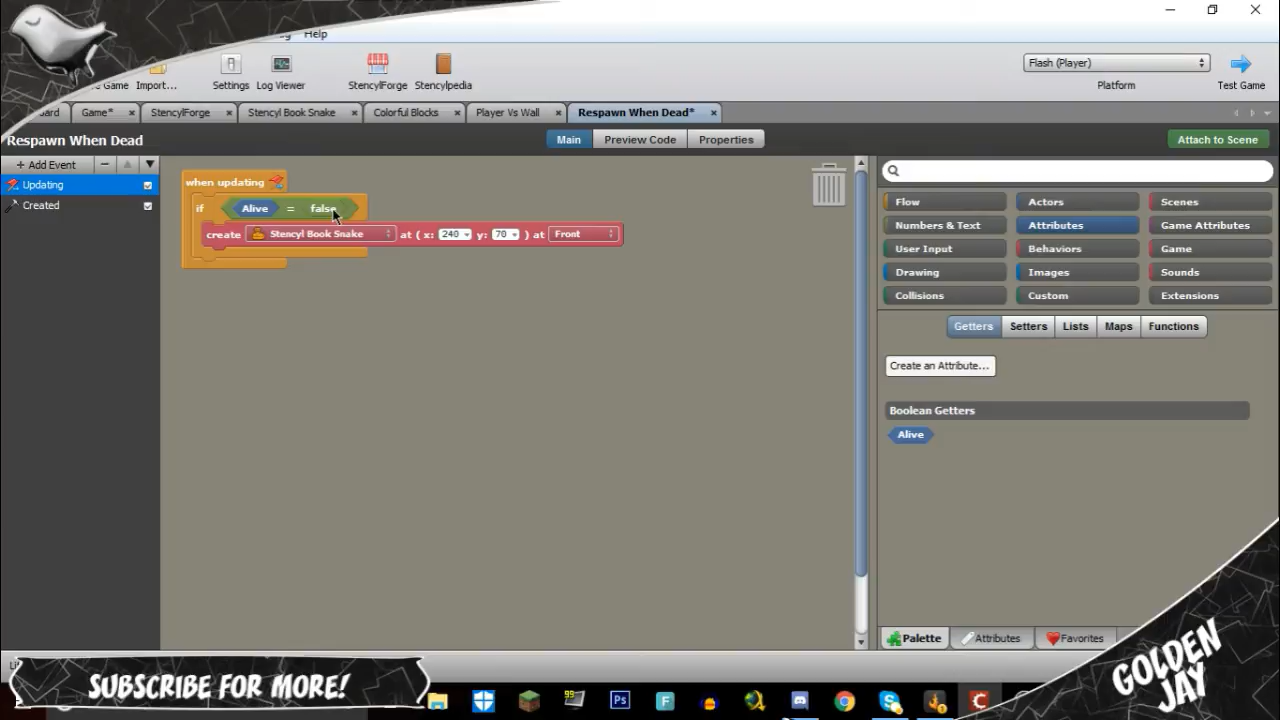 Help
Game
Import...
Settings
Log Viewer
StencylForge
Stencylpedia
Flash (Player)
Platform
Test Game
Game*
StencylForge
Stencyl Book Snake
Colorful Blocks
Player Vs Wall
Respawn When Dead*
Respawn When Dead
Main
Preview Code
Properties
Attach to Scene
+ Add Event
Updating
Created
when updating
if Alive = false
create Stencyl Book Snake at ( x: 240 y: 70 ) at Front
Flow
Actors
Scenes
Numbers & Text
Attributes
Game Attributes
User Input
Behaviors
Game
Drawing
Images
Sounds
Collisions
Custom
Extensions
Getters
Setters
Lists
Maps
Functions
Create an Attribute...
Boolean Getters
Alive
Palette
Attributes
Favorites
SUBSCRIBE FOR MORE!
99
Ps
F
C
GOLDEN
JAY